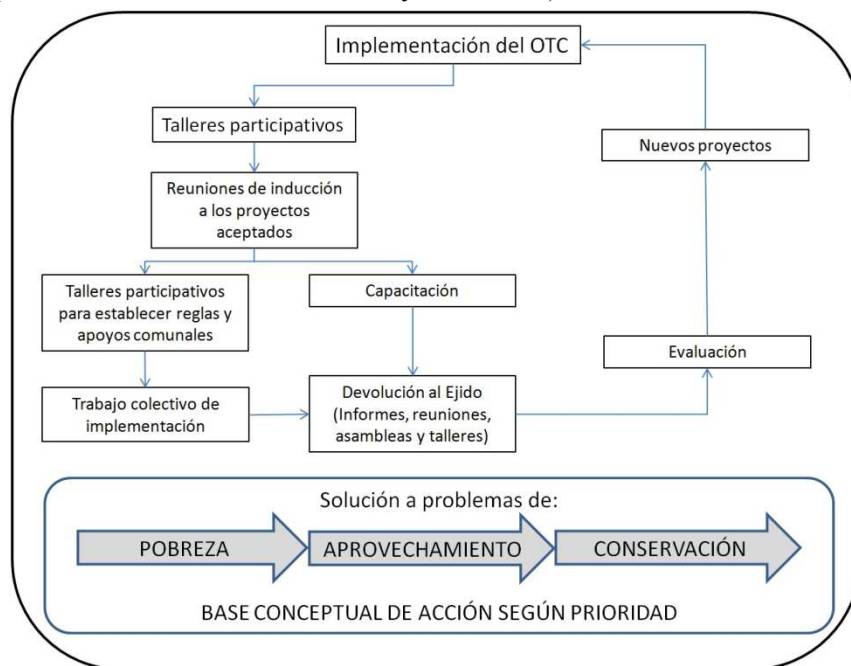 Implementación del OTC
Talleres participativos
Nuevos proyectos
Reuniones de inducción
a los proyectos
aceptados
Talleres participativos
para establecer reglas y
apoyos comunales
Capacitación
Evaluación
Trabajo colectivo de
implementación
Devolución al Ejido
(Informes, reuniones,
asambleas y talleres)
Solución a problemas de:
POBREZA
APROVECHAMIENTO
CONSERVACIÓN
BASE CONCEPTUAL DE ACCIÓN SEGÚN PRIORIDAD